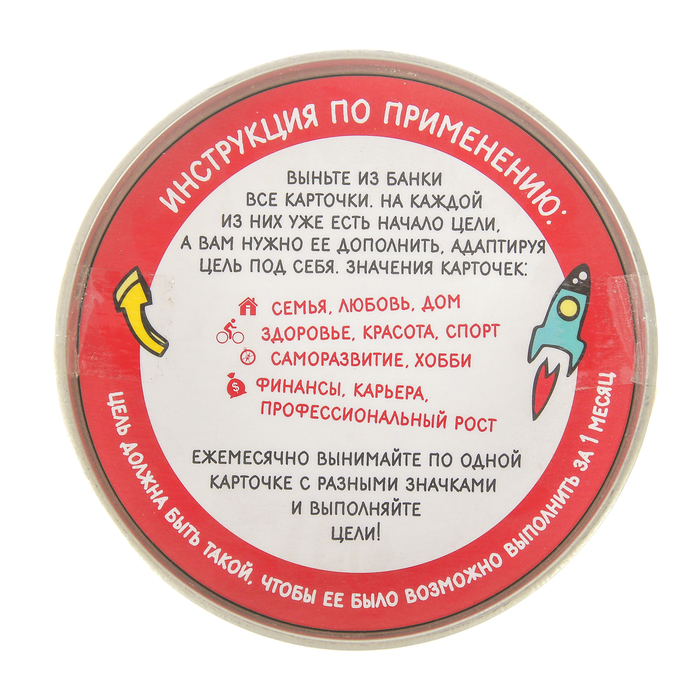 ИНСТРУКЦИЯ ПО ПРИМЕНЕНИЮ:
ВЫНЬТЕ ИЗ БАНКИ
ВСЕ КАРТОЧКИ. НА КАЖДОЙ
ИЗ НИХ УЖЕ ЕСТЬ НАЧАЛО ЦЕЛИ,
А ВАМ НУЖНО ЕЕ ДОПОЛНИТЬ, АДАПТИРУЯ
ЦЕЛЬ ПОД СЕБЯ. ЗНАЧЕНИЯ КАРТОЧЕК:
СЕМЬЯ, ЛЮБОВЬ, ДОМ
ЗДОРОВЬЕ, КРАСОТА, СПОРТ
САМОРАЗВИТИЕ, ХОББИ
$ ФИНАНСЫ, КАРЬЕРА,
ПРОФЕССИОНАЛЬНЫЙ РОСТ
ЕЖЕМЕСЯЧНО ВЫНИМАЙТЕ ПО ОДНОЙ
КАРТОЧКЕ С РАЗНЫМИ ЗНАЧКАМИ
И ВЫПОЛНЯЙТЕ
ЦЕЛИ!
ЦЕЛЬ ДОЛЖНА БЫТЬ ТАКОЙ, ЧТОБЫ ЕЕ БЫЛО ВОЗМОЖНО ВЫПОЛНИТЬ ЗА 1 МЕСЯЦ